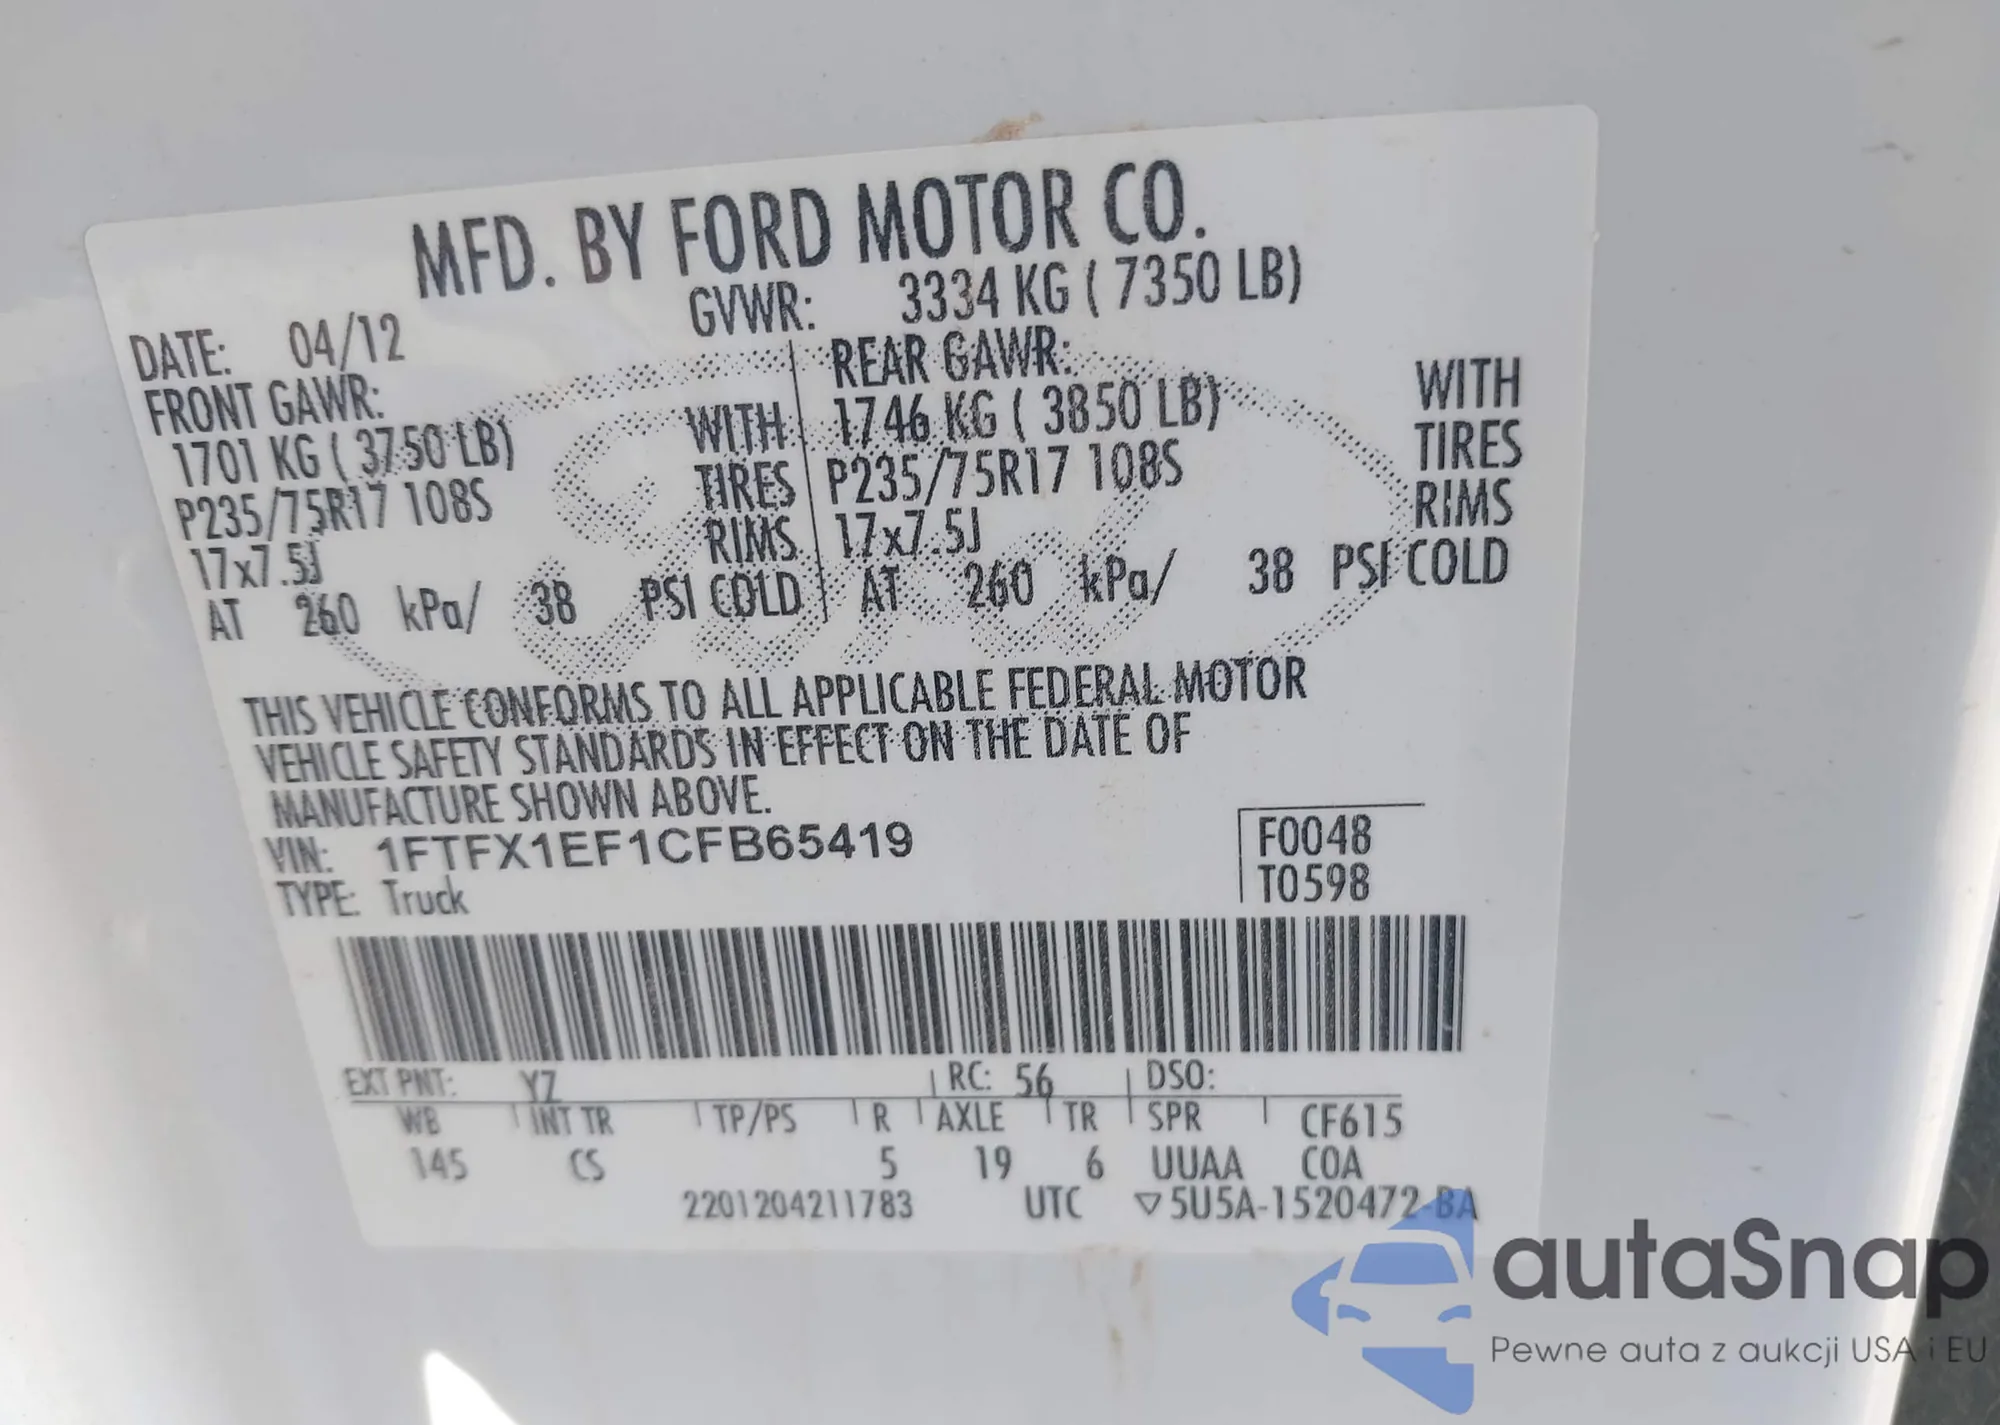 MFD. BY FORD MOTOR CO.
DATE: 04/12 GVWR: 3334 KG ( 7350 LB)
FRONT GAWR: REAR GAWR:
1701 KG ( 3750 LB) WITH 1746 KG ( 3850 LB) WITH
P235/75R17 108S TIRES P235/75R17 108S TIRES
17x7.5J RIMS 17x7.5J RIMS
AT 260 kPa/ 38 PSI COLD AT 260 kPa/ 38 PSI COLD
THIS VEHICLE CONFORMS TO ALL APPLICABLE FEDERAL MOTOR
VEHICLE SAFETY STANDARDS IN EFFECT ON THE DATE OF
MANUFACTURE SHOWN ABOVE.
VIN: 1FTFX1EF1CFB65419 F0048
TYPE: Truck T0598
EXT PNT: YZ RC: 56 DSO:
WB INT TR TP/PS R AXLE TR SPR CF615
145 CS 5 19 6 UUAA COA
2201204211783 UTC ▽5U5A-1520472-BA
autaSnap
Pewne auta z aukcji USA i EU